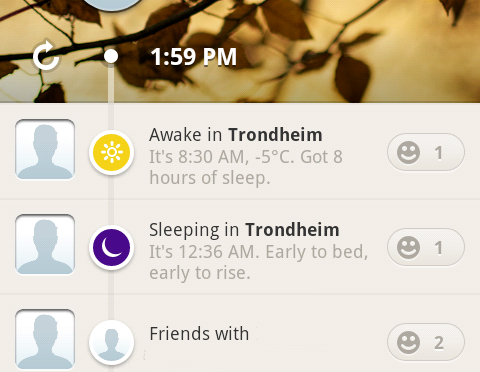 1:59 PM
Awake in Trondheim
It's 8:30 AM, -5°C. Got 8
hours of sleep.
1
Sleeping in Trondheim
It's 12:36 AM. Early to bed,
early to rise.
1
Friends with
2